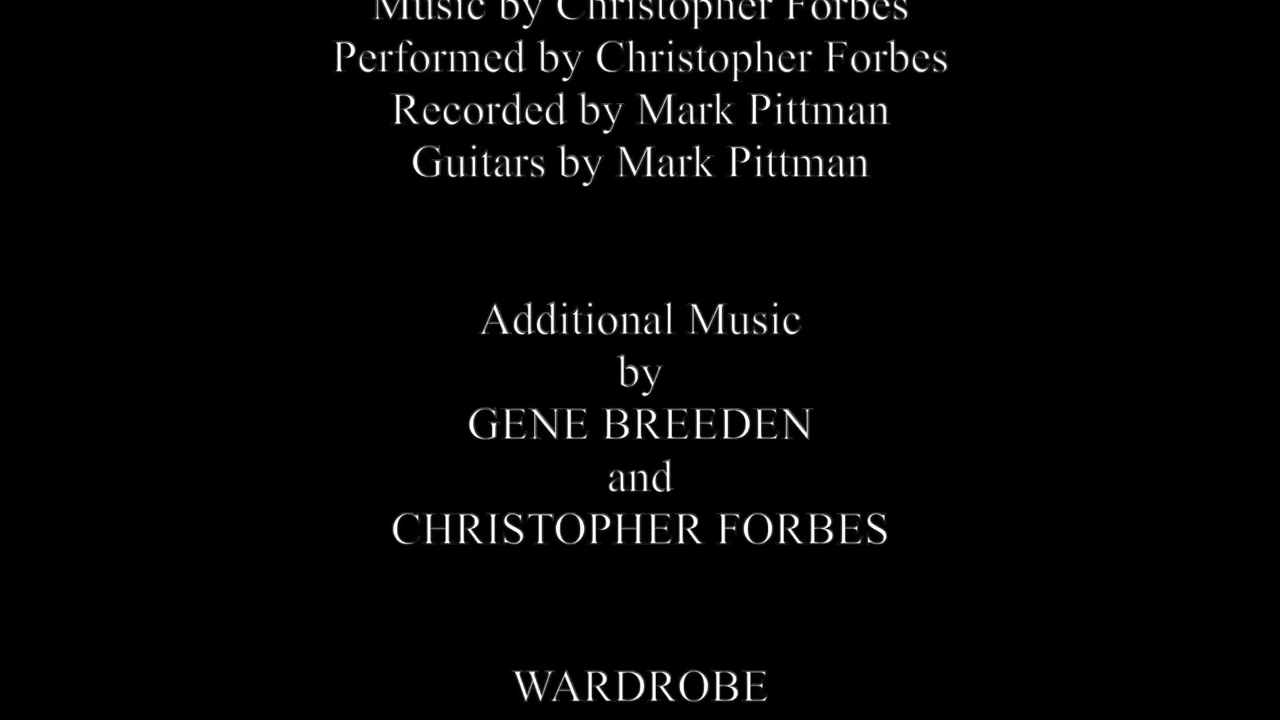 Music by Christopher Forbes
Performed by Christopher Forbes
Recorded by Mark Pittman
Guitars by Mark Pittman
Additional Music
by
GENE BREEDEN
and
CHRISTOPHER FORBES
WARDROBE